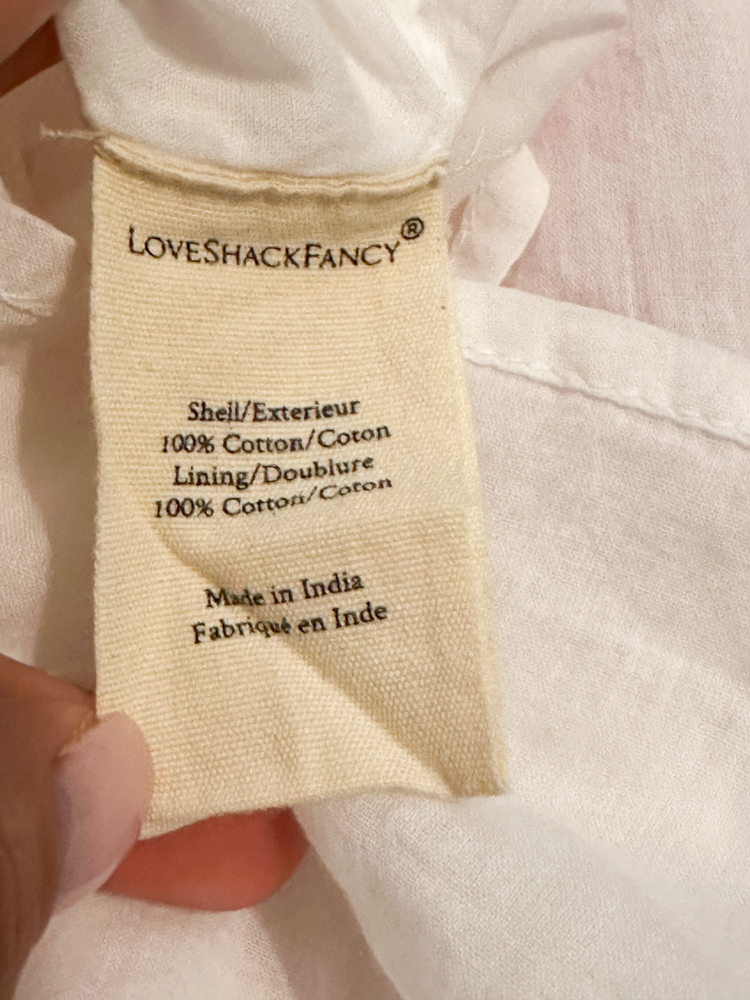 LOVESHACKFANCY®
Shell/Exterieur
100% Cotton/Coton
Lining/Doublure
100% Cotton/Coton
Made in India
Fabriqué en Inde